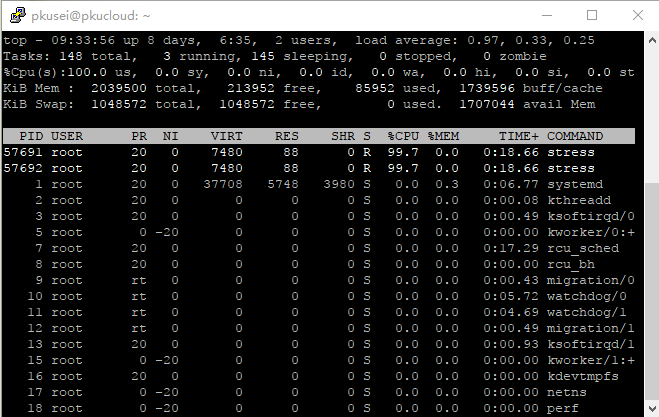 pkusei@pkucloud: ~
top - 09:33:56 up 8 days,  6:35,  2 users,  load average: 0.97, 0.33, 0.25
Tasks: 148 total,   3 running, 145 sleeping,   0 stopped,   0 zombie
%Cpu(s):100.0 us,  0.0 sy,  0.0 ni,  0.0 id,  0.0 wa,  0.0 hi,  0.0 si,  0.0 st
KiB Mem :  2039500 total,   213952 free,    85952 used,  1739596 buff/cache
KiB Swap:  1048572 total,  1048572 free,        0 used.  1707044 avail Mem
PID USER      PR  NI    VIRT    RES    SHR S  %CPU %MEM     TIME+ COMMAND
57691 root      20   0    7480     88      0 R  99.7  0.0   0:18.66 stress
57692 root      20   0    7480     88      0 R  99.7  0.0   0:18.66 stress
1 root      20   0   37708   5748   3980 S   0.0  0.3   0:06.77 systemd
2 root      20   0       0      0      0 S   0.0  0.0   0:00.08 kthreadd
3 root      20   0       0      0      0 S   0.0  0.0   0:00.49 ksoftirqd/0
5 root       0 -20       0      0      0 S   0.0  0.0   0:00.00 kworker/0:+
7 root      20   0       0      0      0 S   0.0  0.0   0:17.29 rcu_sched
8 root      20   0       0      0      0 S   0.0  0.0   0:00.00 rcu_bh
9 root      rt   0       0      0      0 S   0.0  0.0   0:00.43 migration/0
10 root      rt   0       0      0      0 S   0.0  0.0   0:05.72 watchdog/0
11 root      rt   0       0      0      0 S   0.0  0.0   0:04.69 watchdog/1
12 root      rt   0       0      0      0 S   0.0  0.0   0:00.49 migration/1
13 root      20   0       0      0      0 S   0.0  0.0   0:00.93 ksoftirqd/1
15 root       0 -20       0      0      0 S   0.0  0.0   0:00.00 kworker/1:+
16 root      20   0       0      0      0 S   0.0  0.0   0:00.00 kdevtmpfs
17 root       0 -20       0      0      0 S   0.0  0.0   0:00.00 netns
18 root       0 -20       0      0      0 S   0.0  0.0   0:00.00 perf